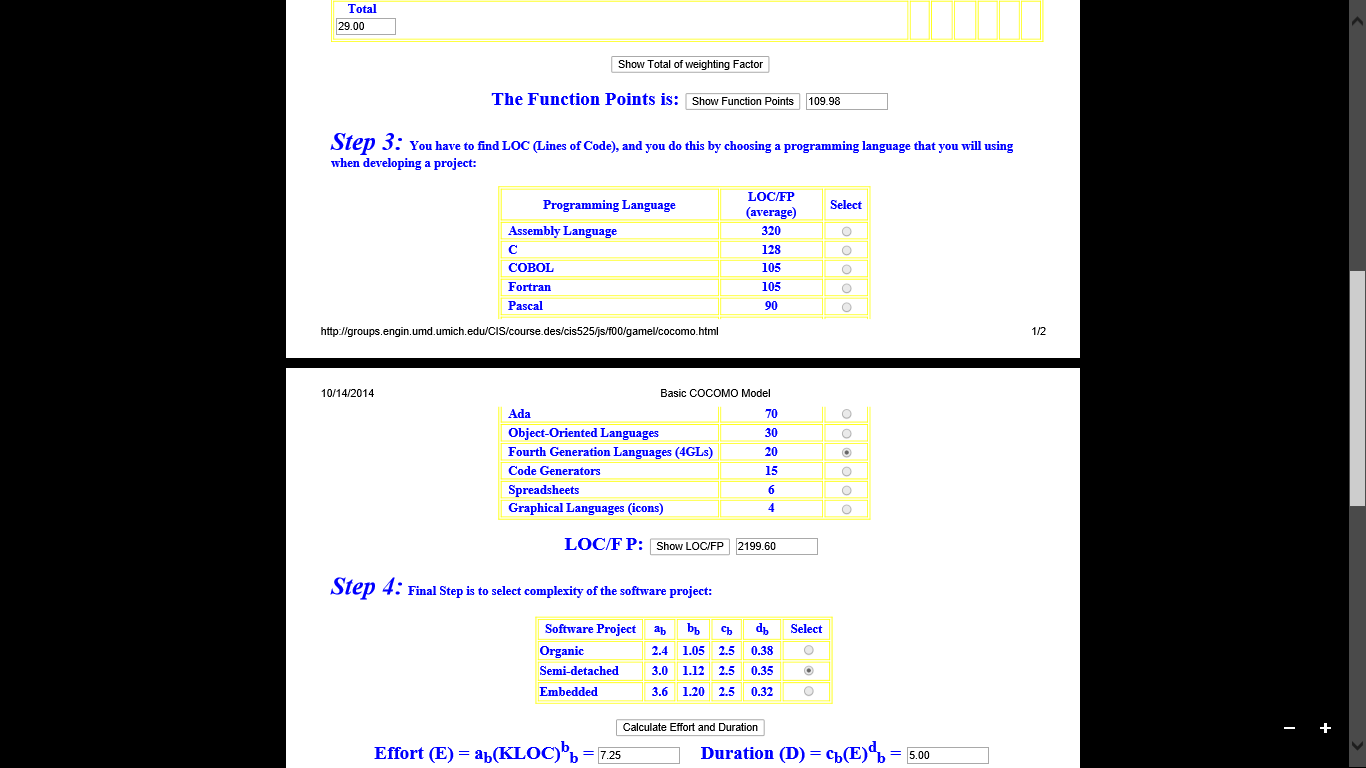 Total
29.00
Show Total of weighting Factor
The Function Points is: Show Function Points 109.98
Step 3: You have to find LOC (Lines of Code), and you do this by choosing a programming language that you will using
when developing a project:
Programming Language LOC/FP (average) Select
Assembly Language 320
C 128
COBOL 105
Fortran 105
Pascal 90
http://groups.engin.umd.umich.edu/CIS/course.des/cis525/js/f00/gamel/cocomo.html 1/2
10/14/2014 Basic COCOMO Model
Ada 70
Object-Oriented Languages 30
Fourth Generation Languages (4GLs) 20
Code Generators 15
Spreadsheets 6
Graphical Languages (icons) 4
LOC/F P: Show LOC/FP 2199.60
Step 4: Final Step is to select complexity of the software project:
Software Project ab bb cb db Select
Organic 2.4 1.05 2.5 0.38
Semi-detached 3.0 1.12 2.5 0.35
Embedded 3.6 1.20 2.5 0.32
Calculate Effort and Duration
Effort (E) = ab(KLOC)bb = 7.25 Duration (D) = cb(E)db = 5.00